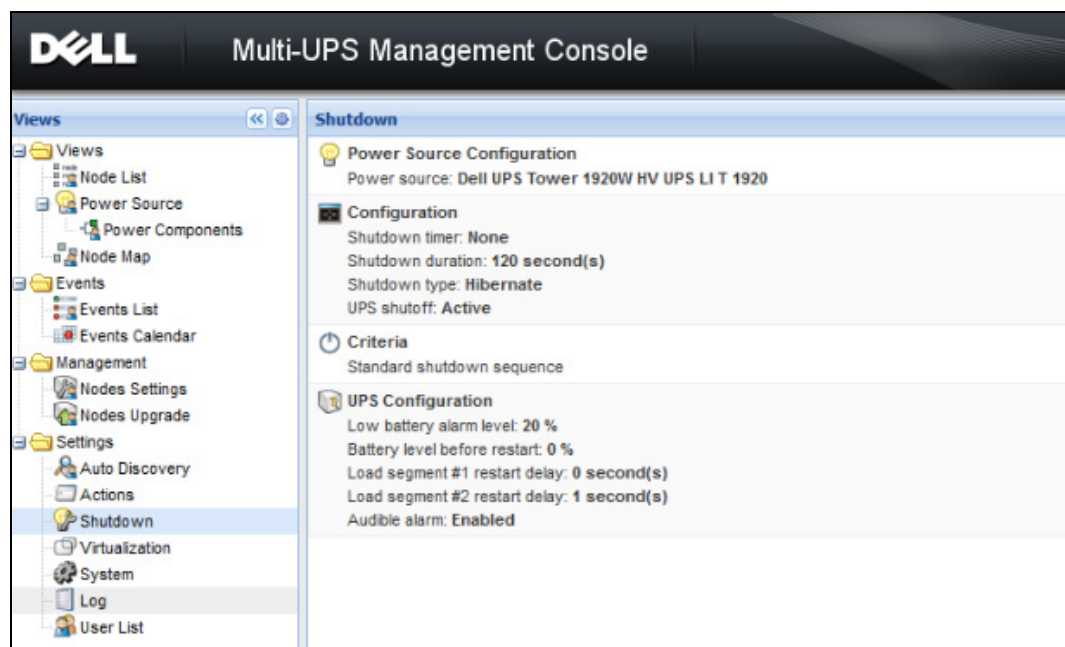 DELL
Multi-UPS Management Console
Views
Views
Node List
Power Source
Power Components
Node Map
Events
Events List
Events Calendar
Management
Nodes Settings
Nodes Upgrade
Settings
Auto Discovery
Actions
Shutdown
Virtualization
System
Log
User List
Shutdown
Power Source Configuration
Power source: Dell UPS Tower 1920W HV UPS LI T 1920
Configuration
Shutdown timer: None
Shutdown duration: 120 second(s)
Shutdown type: Hibernate
UPS shutoff: Active
Criteria
Standard shutdown sequence
UPS Configuration
Low battery alarm level: 20 %
Battery level before restart: 0 %
Load segment #1 restart delay: 0 second(s)
Load segment #2 restart delay: 1 second(s)
Audible alarm: Enabled